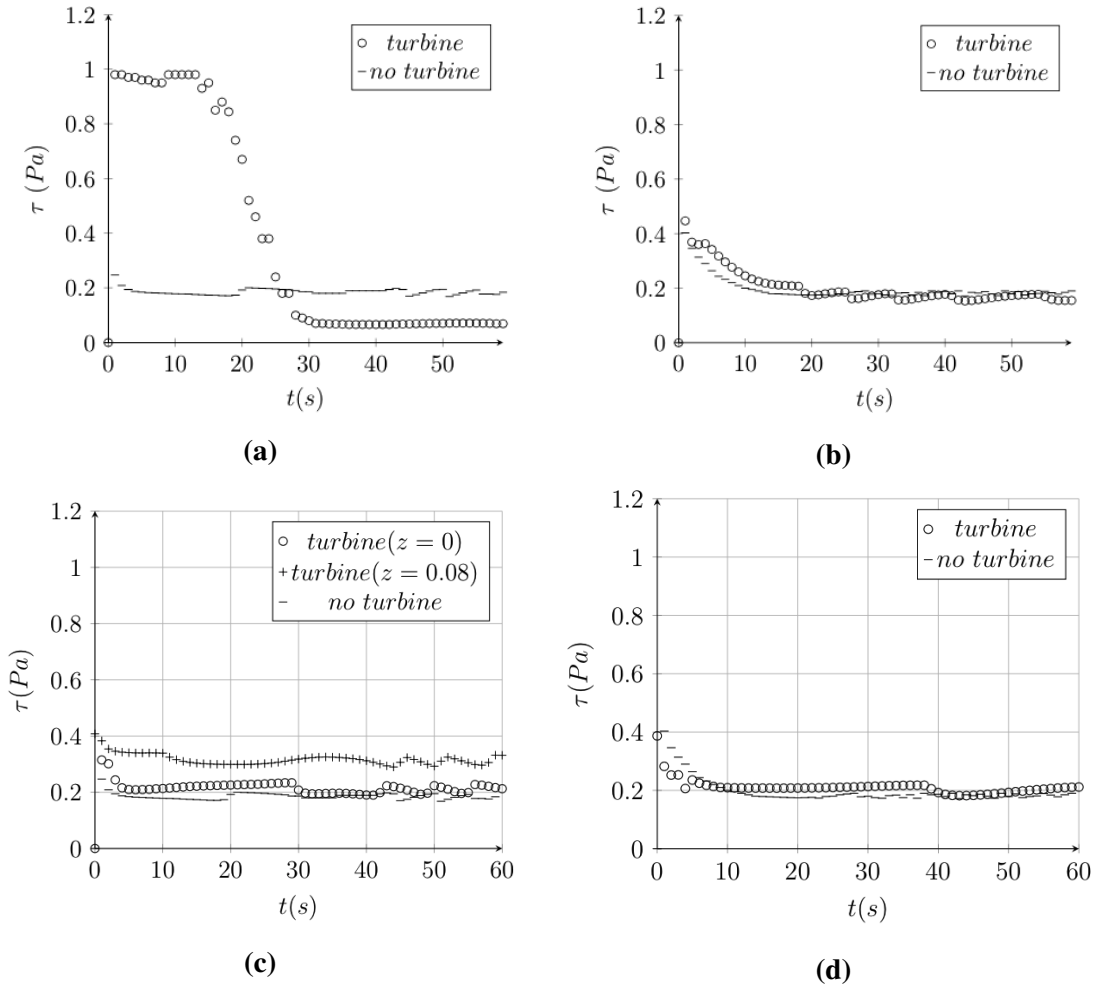 1.2
1
0.8
0.6
0.4
0.2
0
0 10 20 30 40 50
τ (Pa)
t(s)
turbine
no turbine
(a)
1.2
1
0.8
0.6
0.4
0.2
0
0 10 20 30 40 50
τ (Pa)
t(s)
turbine
no turbine
(b)
1.2
1
0.8
0.6
0.4
0.2
0
0 10 20 30 40 50 60
τ(Pa)
t(s)
turbine(z = 0)
turbine(z = 0.08)
no turbine
(c)
1.2
1
0.8
0.6
0.4
0.2
0
0 10 20 30 40 50 60
τ(Pa)
t(s)
turbine
no turbine
(d)